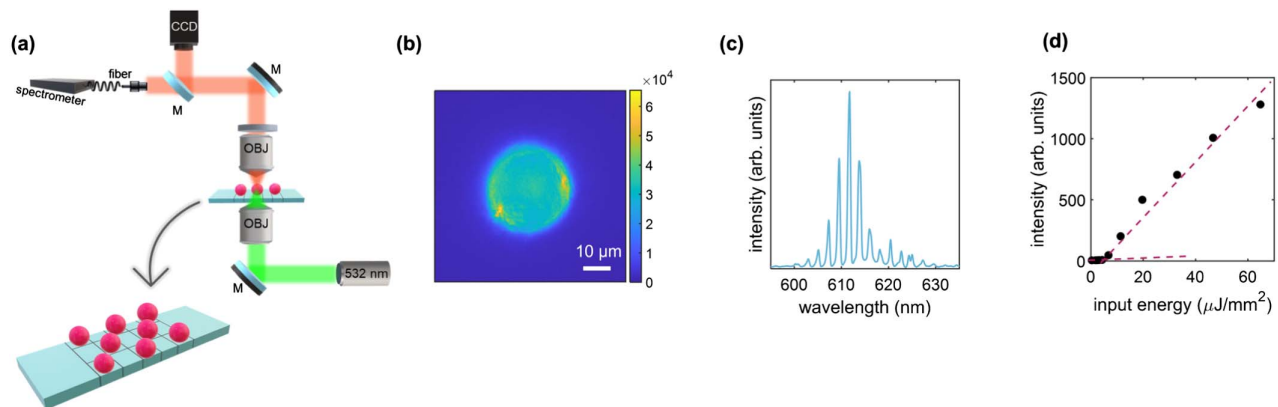 (a)
CCD
fiber
spectrometer
M
M
OBJ
OBJ
M
532 nm
(b)
×10⁴
6
5
4
3
2
1
0
10 µm
(c)
intensity (arb. units)
600
610
620
630
wavelength (nm)
(d)
1500
1000
500
0
intensity (arb. units)
0
20
40
60
input energy (µJ/mm²)